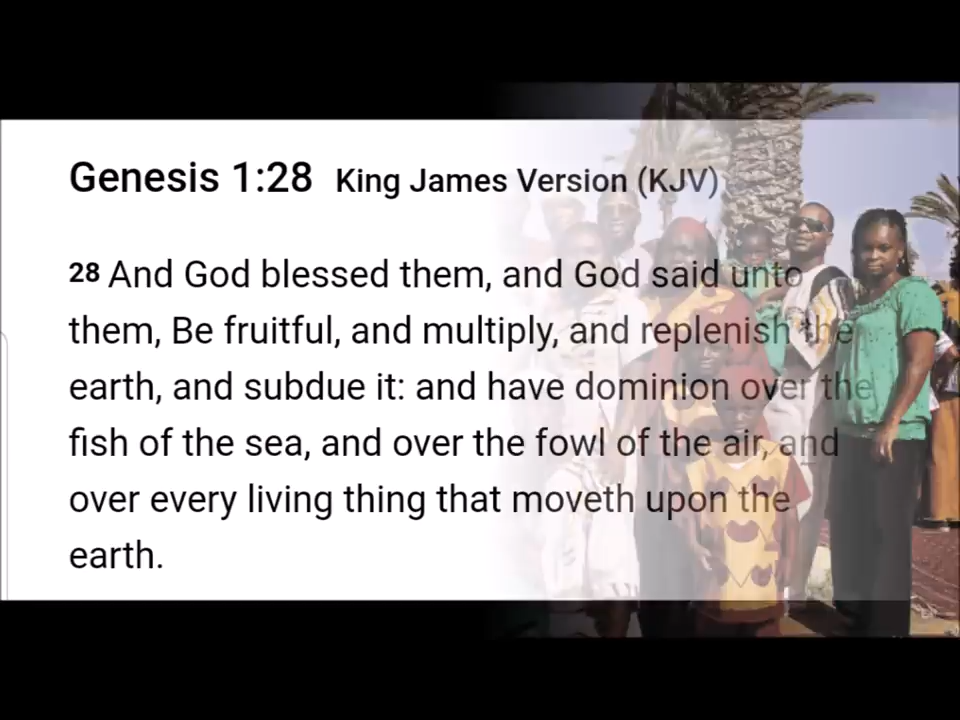 Genesis 1:28 King James Version (KJV)
28 And God blessed them, and God said unto
them, Be fruitful, and multiply, and replenish the
earth, and subdue it: and have dominion over the
fish of the sea, and over the fowl of the air, and
over every living thing that moveth upon the
earth.